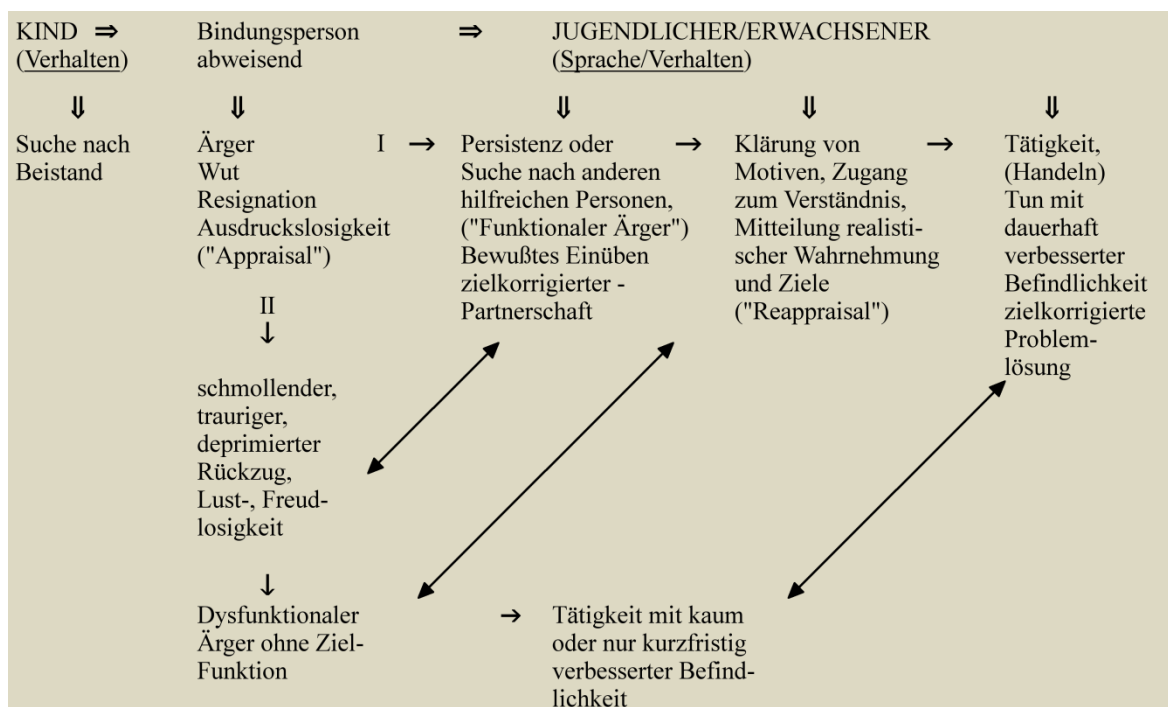 KIND ⇒ Bindungsperson ⇒ JUGENDLICHER/ERWACHSENER
(Verhalten) abweisend (Sprache/Verhalten)
Suche nach
Beistand
Ärger I →
Wut
Resignation
Ausdruckslosigkeit
("Appraisal")
Persistenz oder →
Suche nach anderen
hilfreichen Personen,
("Funktionaler Ärger")
Bewußtes Einüben
zielkorrigierter -
Partnerschaft
Klärung von →
Motiven, Zugang
zum Verständnis,
Mitteilung realisti-
scher Wahrnehmung
und Ziele
("Reappraisal")
Tätigkeit,
(Handeln)
Tun mit
dauerhaft
verbesserter
Befindlichkeit
zielkorrigierte
Problem-
lösung
II
schmollender,
trauriger,
deprimierter
Rückzug,
Lust-, Freud-
losigkeit
Dysfunktionaler →
Ärger ohne Ziel-
Funktion
Tätigkeit mit kaum
oder nur kurzfristig
verbesserter Befind-
lichkeit